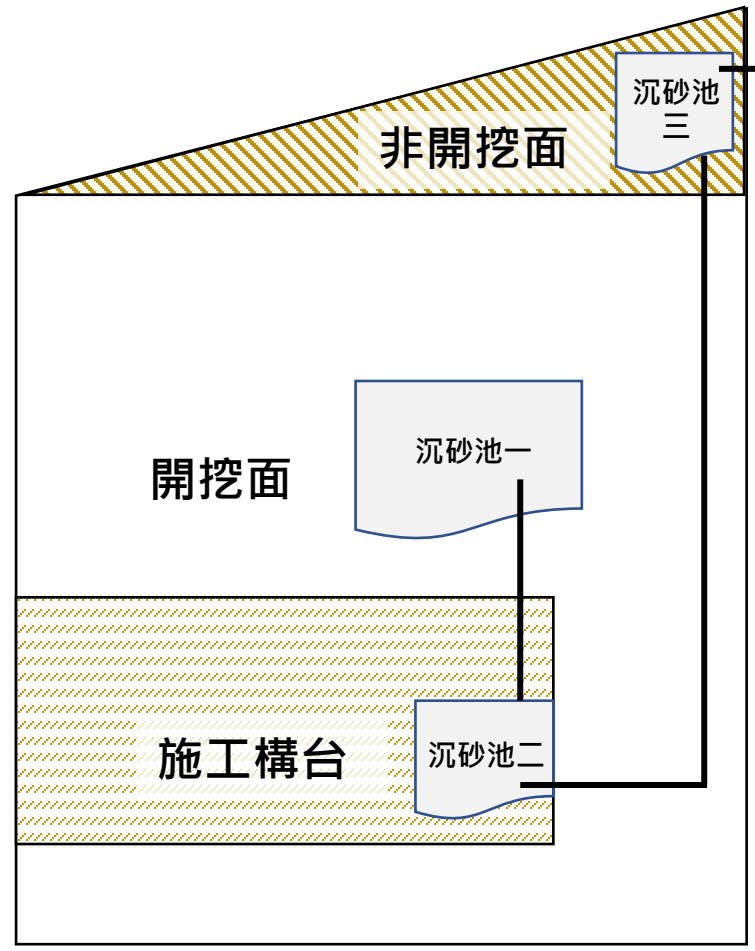 沉砂池
三
非開挖面
沉砂池一
開挖面
施工構台
沉砂池二